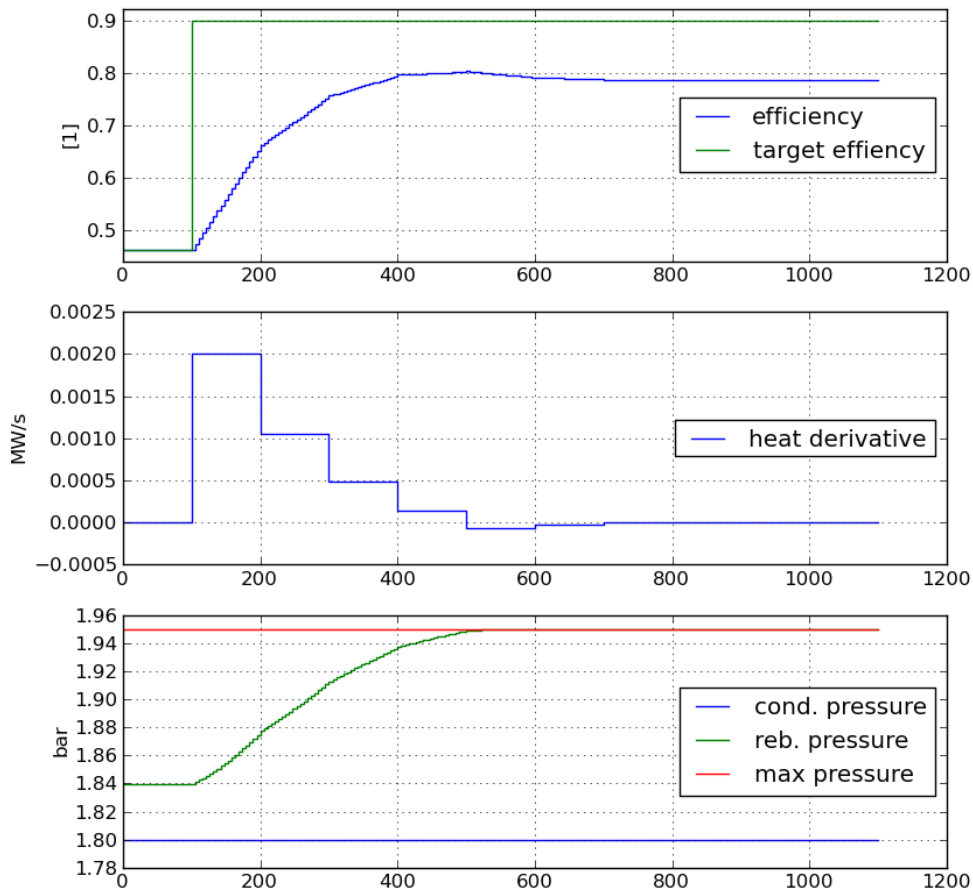 0.9
0.8
0.7
0.6
0.5
[1]
efficiency
target effiency
0 200 400 600 800 1000 1200
0.0025
0.0020
0.0015
0.0010
0.0005
0.0000
−0.0005
MW/s
heat derivative
0 200 400 600 800 1000 1200
1.96
1.94
1.92
1.90
1.88
1.86
1.84
1.82
1.80
1.78
bar
cond. pressure
reb. pressure
max pressure
0 200 400 600 800 1000 1200